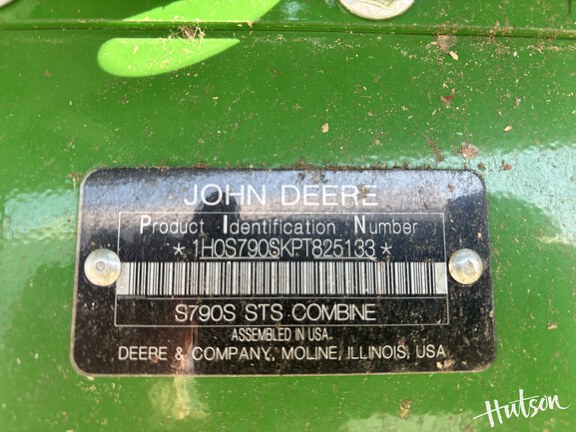 JOHN DEERE
Product Identification Number
*1H0S790SKPT825133*
S790S STS COMBINE
ASSEMBLED IN USA.
DEERE & COMPANY, MOLINE, ILLINOIS, USA
Hutson